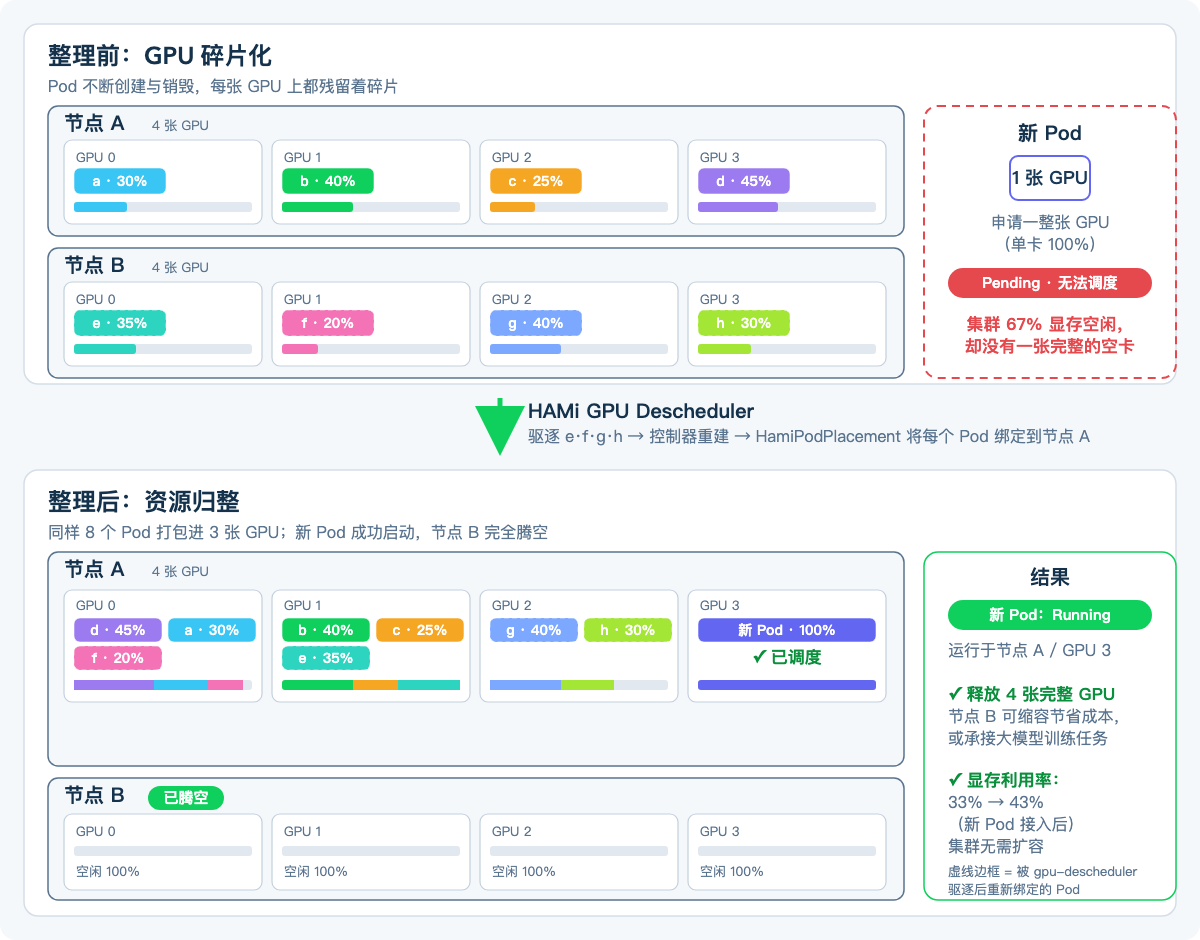 整理前：GPU 碎片化
Pod 不断创建与销毁，每张 GPU 上都残留着碎片
节点 A 4 张 GPU
GPU 0
a · 30%
GPU 1
b · 40%
GPU 2
c · 25%
GPU 3
d · 45%
节点 B 4 张 GPU
GPU 0
e · 35%
GPU 1
f · 20%
GPU 2
g · 40%
GPU 3
h · 30%
新 Pod
1 张 GPU
申请一整张 GPU
（单卡 100%）
Pending · 无法调度
集群 67% 显存空闲，
却没有一张完整的空卡
HAMi GPU Descheduler
驱逐 e·f·g·h → 控制器重建 → HamiPodPlacement 将每个 Pod 绑定到节点 A
整理后：资源归整
同样 8 个 Pod 打包进 3 张 GPU；新 Pod 成功启动，节点 B 完全腾空
节点 A 4 张 GPU
GPU 0
d · 45% a · 30%
f · 20%
GPU 1
b · 40% c · 25%
e · 35%
GPU 2
g · 40% h · 30%
GPU 3
新 Pod · 100%
✓ 已调度
节点 B 已腾空
GPU 0
空闲 100%
GPU 1
空闲 100%
GPU 2
空闲 100%
GPU 3
空闲 100%
结果
新 Pod：Running
运行于节点 A / GPU 3
✓ 释放 4 张完整 GPU
节点 B 可缩容节省成本，
或承接大模型训练任务
✓ 显存利用率：
33% → 43%
（新 Pod 接入后）
集群无需扩容
虚线边框 = 被 gpu-descheduler
驱逐后重新绑定的 Pod